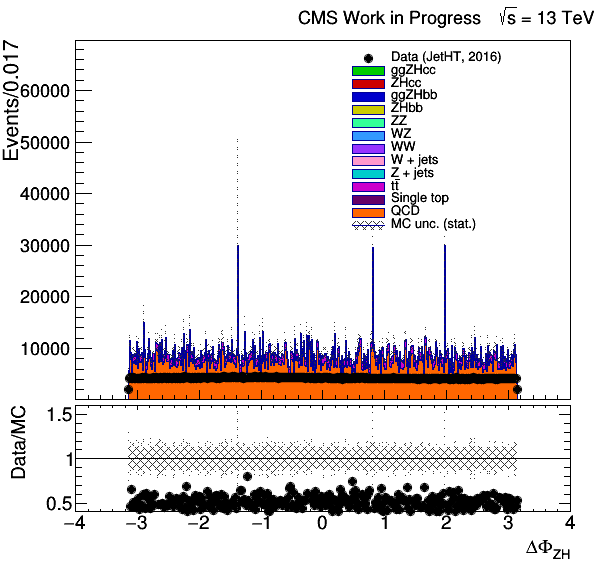 CMS Work in Progress √s = 13 TeV
Events/0.017
60000
50000
40000
30000
20000
10000
Data (JetHT, 2016)
ggZHcc
ZHcc
ggZHbb
ZHbb
ZZ
WZ
WW
W + jets
Z + jets
tt̄
Single top
QCD
MC unc. (stat.)
Data/MC
1.5
1
0.5
−4 −3 −2 −1 0 1 2 3 4
ΔΦ_ZH